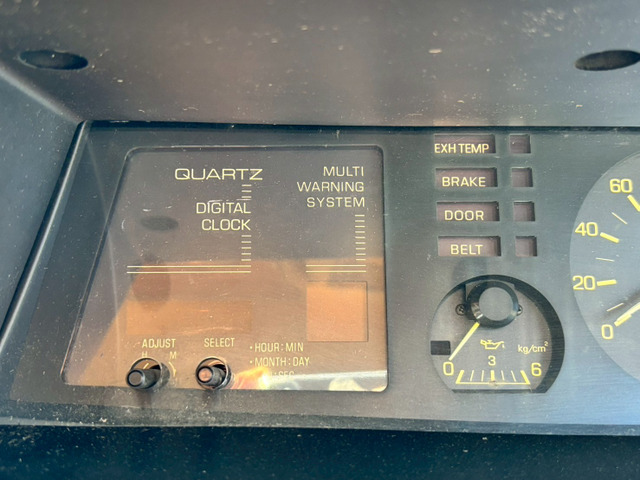 QUARTZ
DIGITAL
CLOCK
MULTI
WARNING
SYSTEM
ADJUST
H M
SELECT
• HOUR: MIN
• MONTH: DAY
EXH TEMP
BRAKE
DOOR
BELT
kg/cm²
0 3 6
60
40
20
0